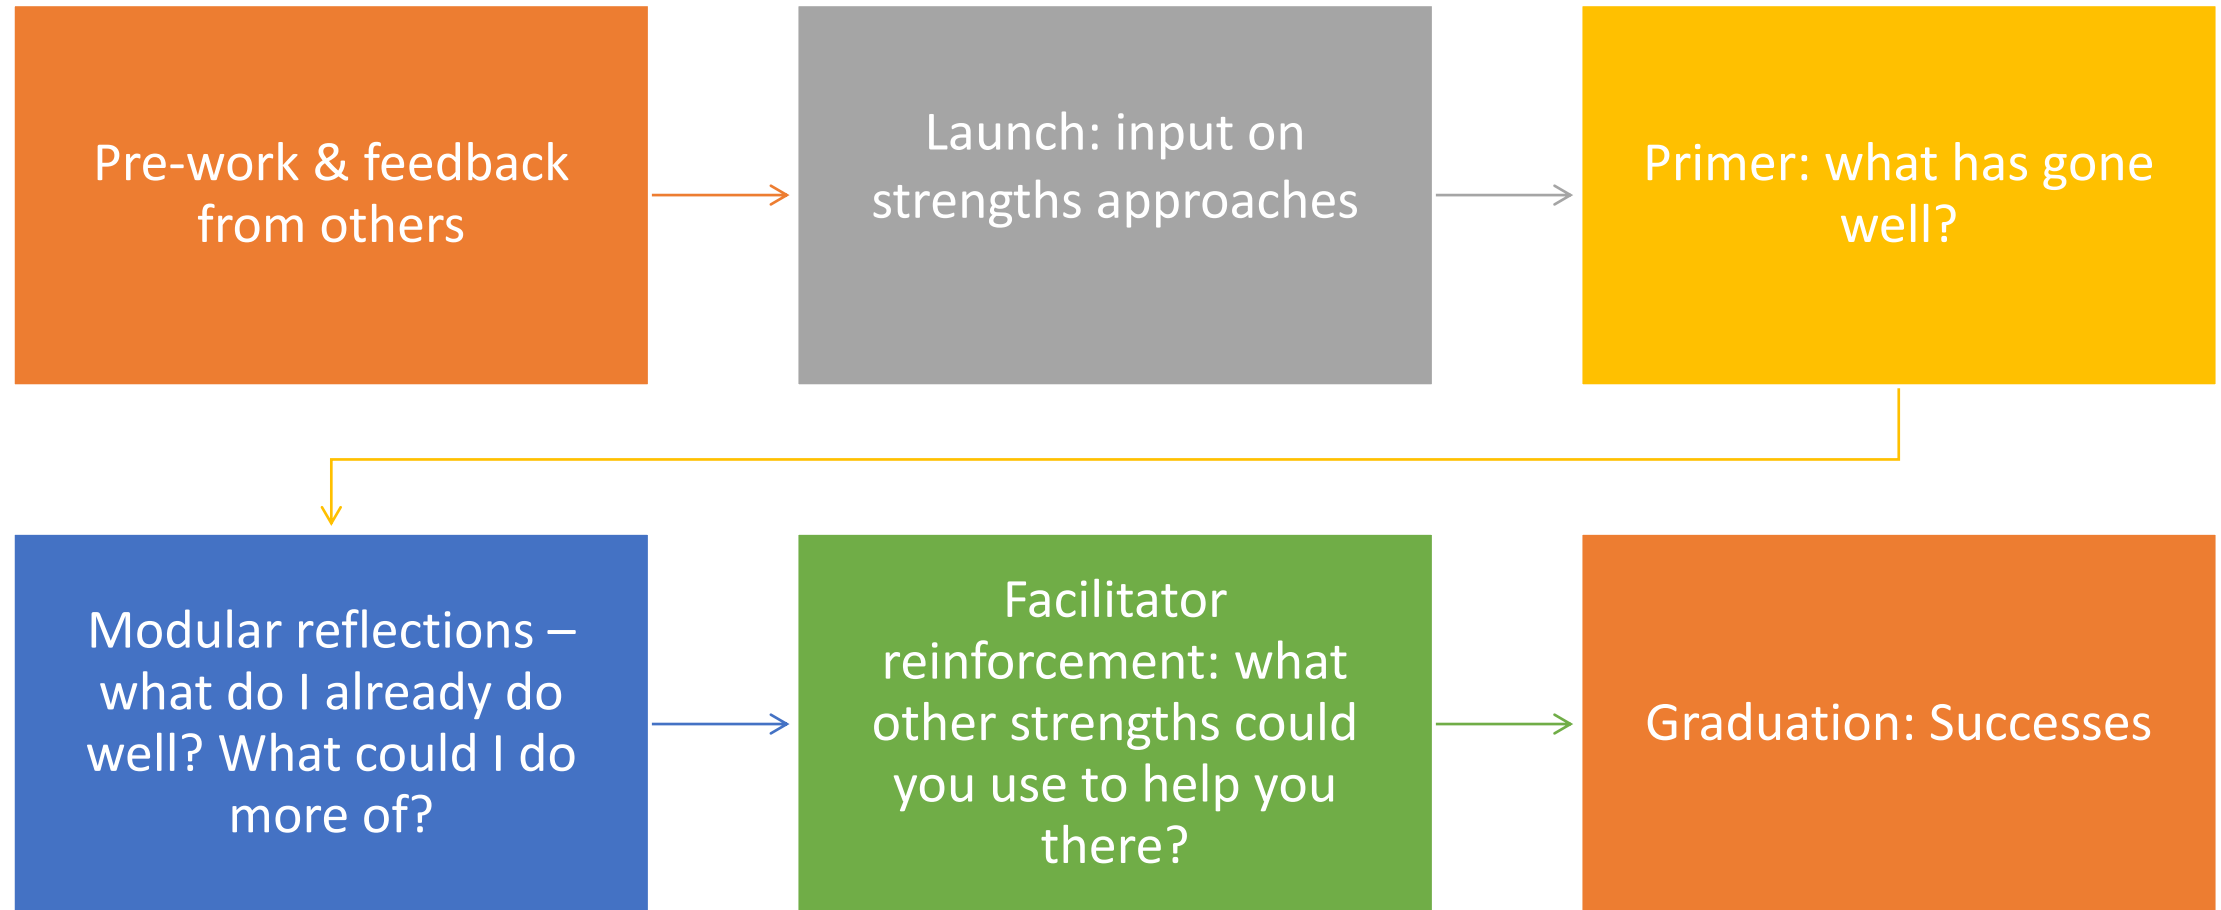 Pre-work & feedback
from others
Launch: input on
strengths approaches
Primer: what has gone
well?
Modular reflections –
what do I already do
well? What could I do
more of?
Facilitator
reinforcement: what
other strengths could
you use to help you
there?
Graduation: Successes